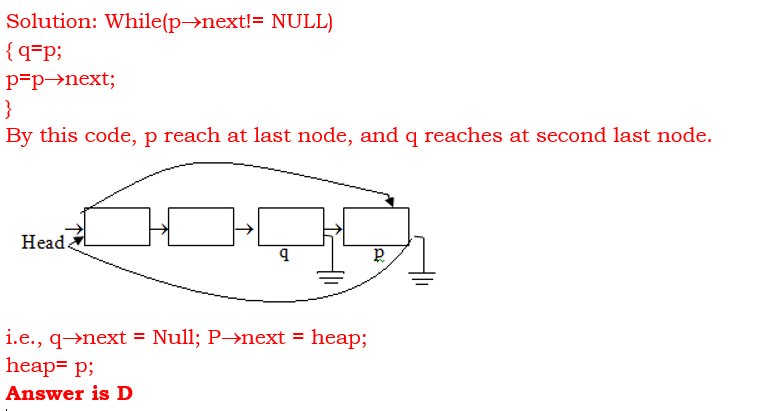 Solution: While(p→next!= NULL)
{ q=p;
p=p→next;
}
By this code, p reach at last node, and q reaches at second last node.
Head
q
p
i.e., q→next = Null; P→next = heap;
heap= p;
Answer is D